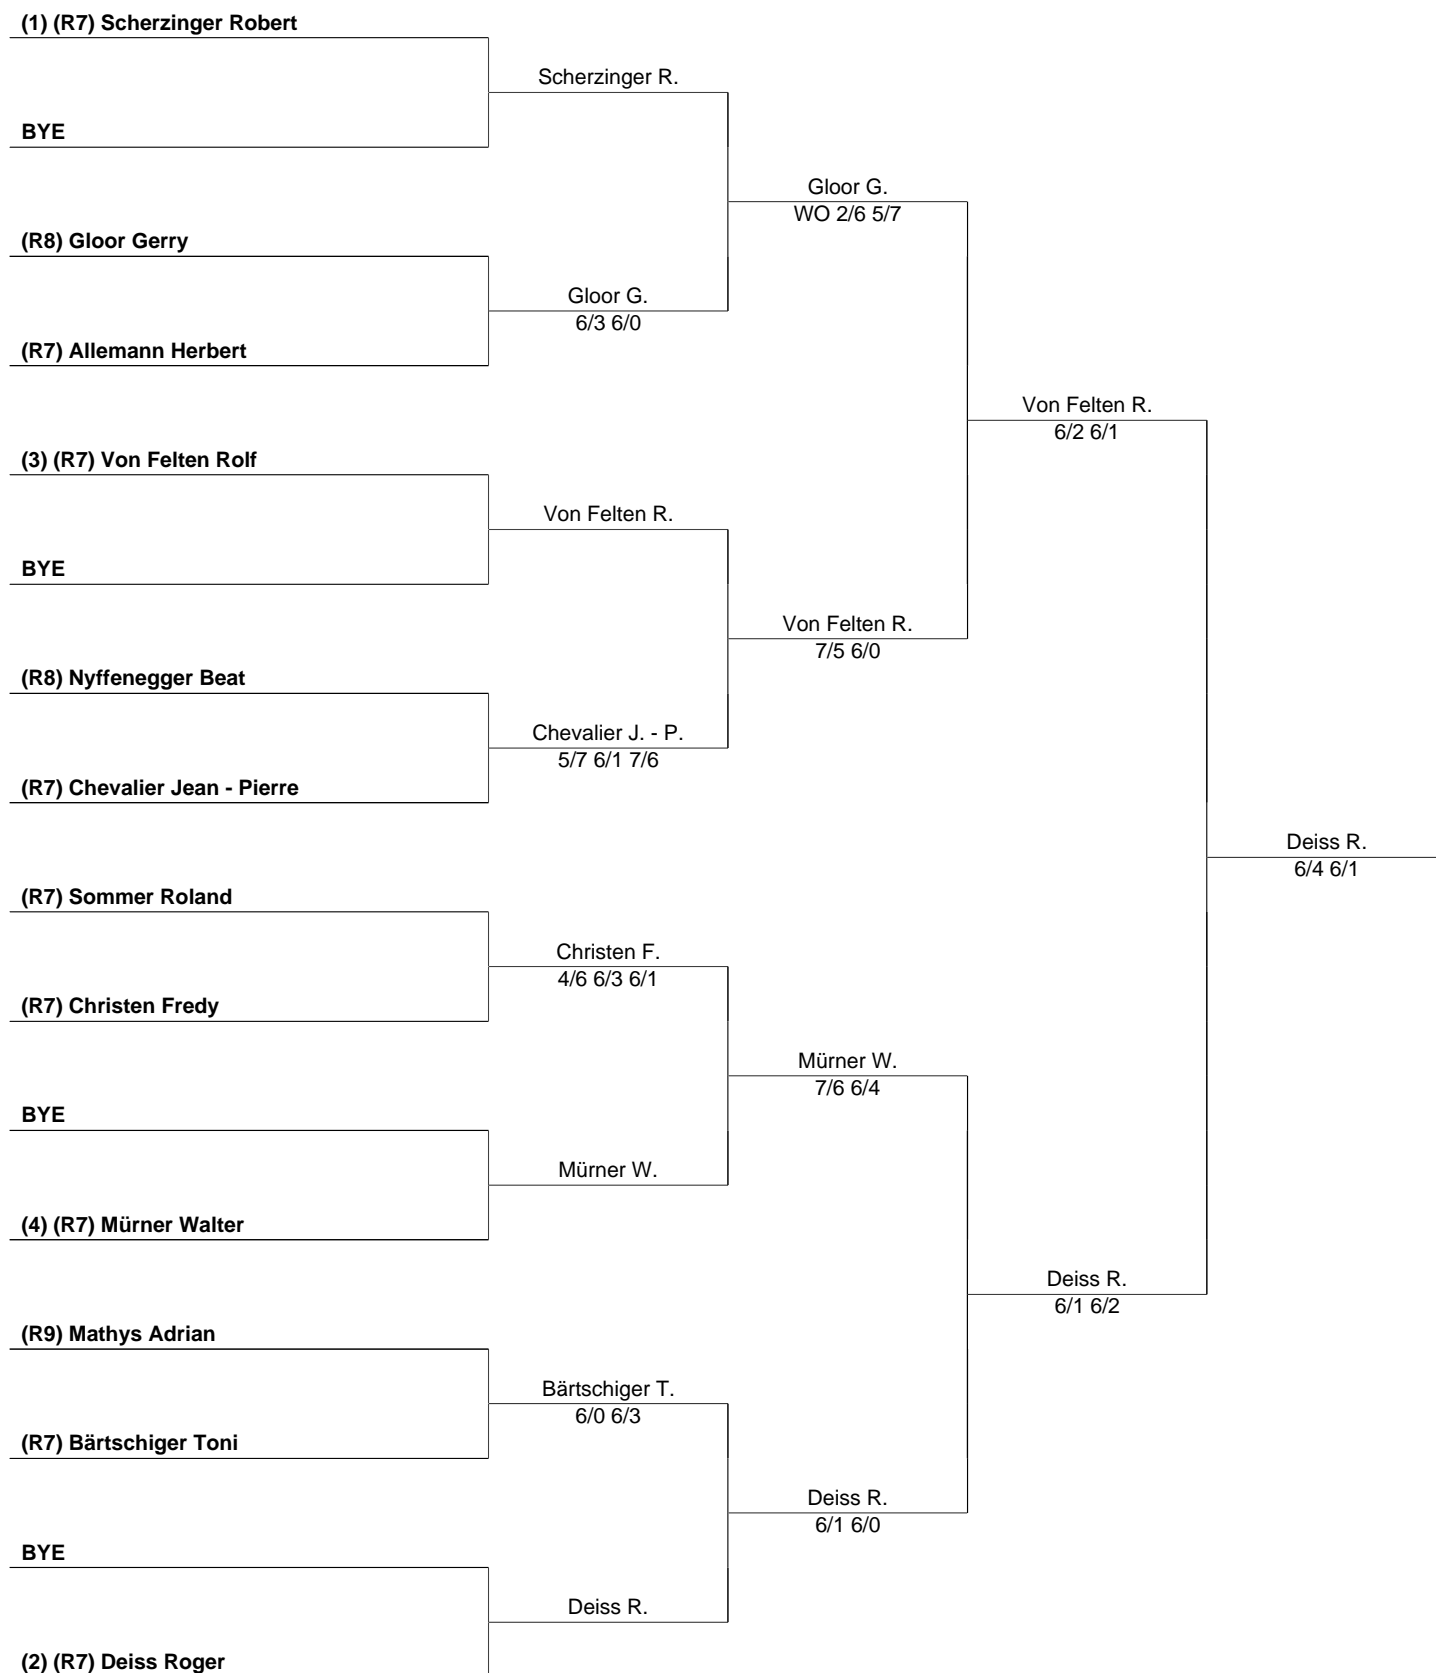 (1) (R7) Scherzinger Robert
Scherzinger R.
BYE
Gloor G.
WO 2/6 5/7
(R8) Gloor Gerry
Gloor G.
6/3 6/0
(R7) Allemann Herbert
Von Felten R.
6/2 6/1
(3) (R7) Von Felten Rolf
Von Felten R.
BYE
Von Felten R.
7/5 6/0
(R8) Nyffenegger Beat
Chevalier J. - P.
5/7 6/1 7/6
(R7) Chevalier Jean - Pierre
Deiss R.
6/4 6/1
(R7) Sommer Roland
Christen F.
4/6 6/3 6/1
(R7) Christen Fredy
Mürner W.
7/6 6/4
BYE
Mürner W.
(4) (R7) Mürner Walter
Deiss R.
6/1 6/2
(R9) Mathys Adrian
Bärtschiger T.
6/0 6/3
(R7) Bärtschiger Toni
Deiss R.
6/1 6/0
BYE
Deiss R.
(2) (R7) Deiss Roger